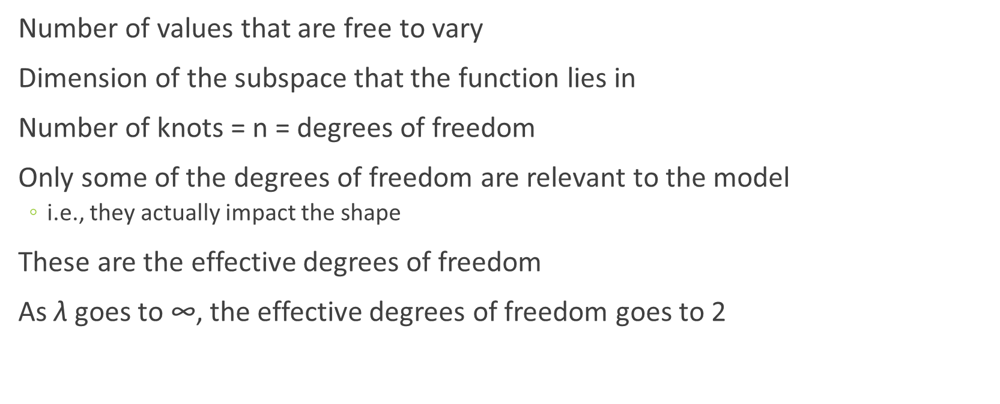 Number of values that are free to vary
Dimension of the subspace that the function lies in
Number of knots = n = degrees of freedom
Only some of the degrees of freedom are relevant to the model
◦ i.e., they actually impact the shape
These are the effective degrees of freedom
As λ goes to ∞, the effective degrees of freedom goes to 2